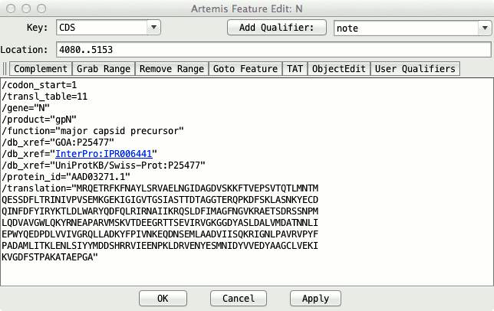 Artemis Feature Edit: N
Key: CDS Add Qualifier: note
Location: 4080..5153
Complement Grab Range Remove Range Goto Feature TAT ObjectEdit User Qualifiers
/codon_start=1
/transl_table=11
/gene="N"
/product="gpN"
/function="major capsid precursor"
/db_xref="GOA:P25477"
/db_xref="InterPro:IPR006441"
/db_xref="UniProtKB/Swiss-Prot:P25477"
/protein_id="AAD03271.1"
/translation="MRQETRFKFNAYLSRVAELNGIDAGDVSKKFTVEPSVTQTLMNTM
QESSDFLTRINIVPVSEMKGEKIGIGVTGSIASTTDTAGGTERQPKDFSKLASNKYECD
QINFDFYIRYKTLDLWARYQDFQLRIRNAIIKRQSLDFIMAGFNGVKRAETSDRSSNPM
LQDVAVGWLQKYRNEAPARVMSKVTDEEGRTTSEVIRVGKGGDYASLDALVMDATNNLI
EPWYQEDPDLVVIVGRQLLADKYFPIVNKEQDNSEMLAADVIISQKRIGNLPAVRVPYF
PADAMLITKLENLSIYYMDDSHRRVIEENPKLDRVENYESMNIDYVVEDYAAGCLVEKI
KVGDFSTPAKATAEPGA"
OK Cancel Apply